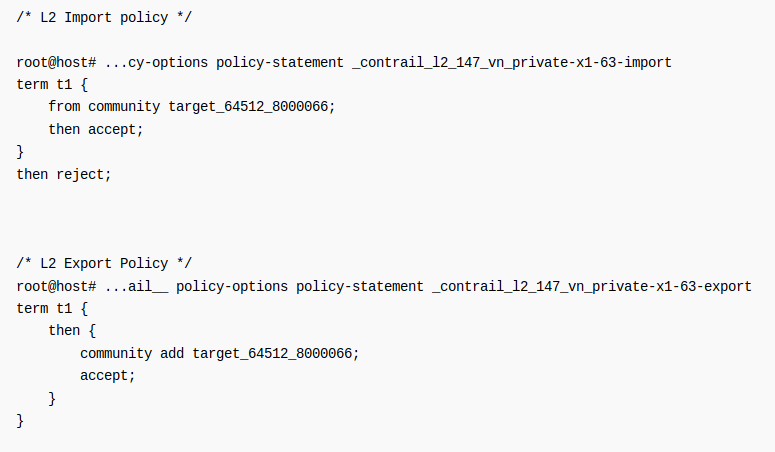 /* L2 Import policy */
root@host# ...cy-options policy-statement _contrail_l2_147_vn_private-x1-63-import
term t1 {
    from community target_64512_8000066;
    then accept;
}
then reject;
/* L2 Export Policy */
root@host# ...ail__ policy-options policy-statement _contrail_l2_147_vn_private-x1-63-export
term t1 {
    then {
        community add target_64512_8000066;
        accept;
    }
}